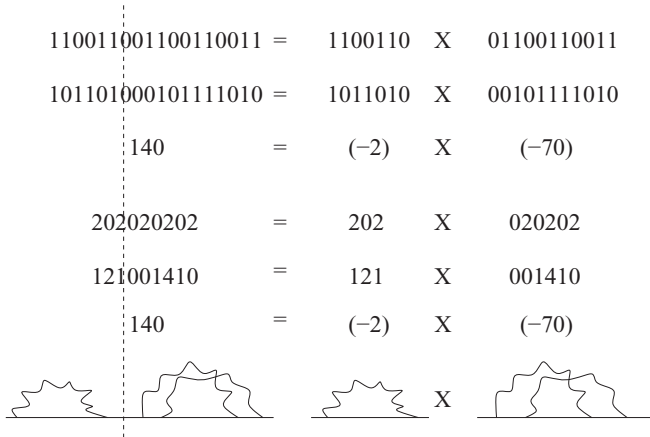 110011001100110011 = 1100110 X 01100110011
101101000101111010 = 1011010 X 00101111010
140 = (−2) X (−70)
202020202 = 202 X 020202
121001410 = 121 X 001410
140 = (−2) X (−70)
X